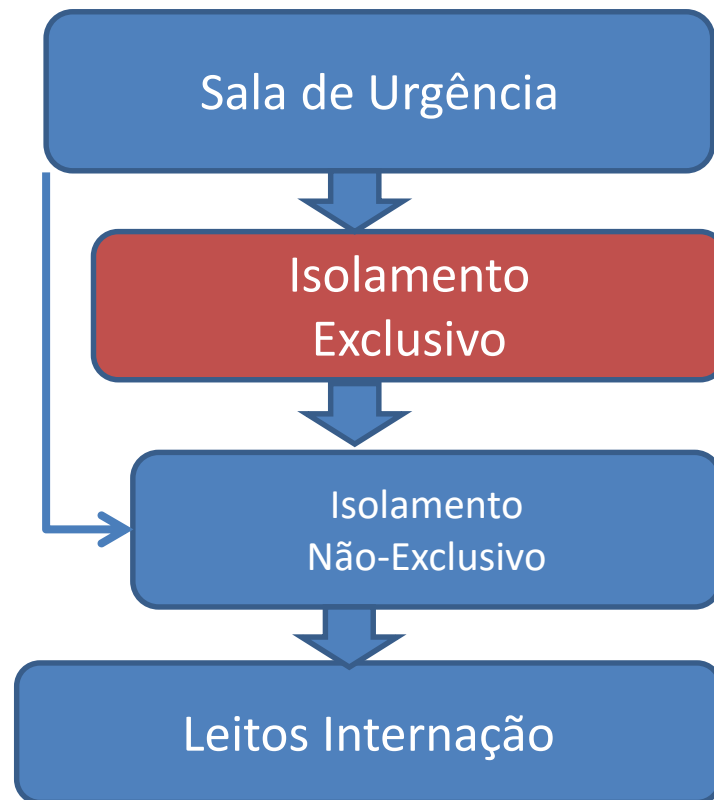 Sala de Urgência
Isolamento
Exclusivo
Isolamento
Não-Exclusivo
Leitos Internação